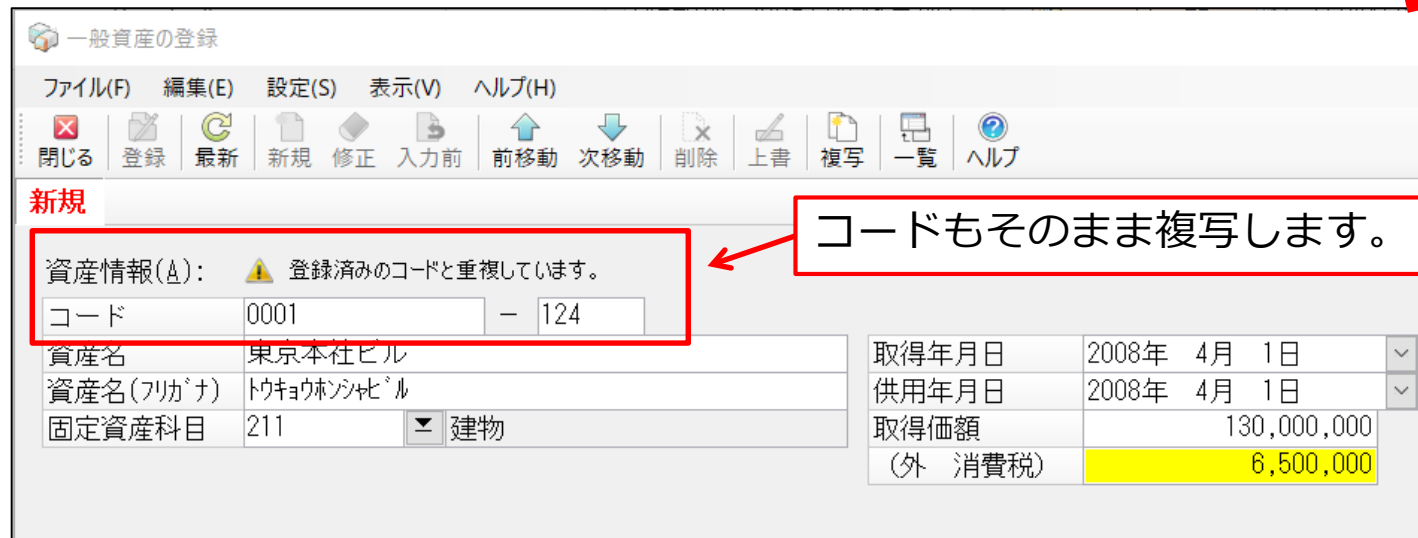 一般資産の登録
ファイル(F) 編集(E) 設定(S) 表示(V) ヘルプ(H)
閉じる 登録 最新 新規 修正 入力前 前移動 次移動 削除 上書 複写 一覧 ヘルプ
新規
コードもそのまま複写します。
資産情報(A): 登録済みのコードと重複しています。
コード 0001 － 124
資産名 東京本社ビル 取得年月日 2008年 4月 1日
資産名(フリガナ) トウキョウホンシャビル 供用年月日 2008年 4月 1日
固定資産科目 211 建物 取得価額 130,000,000
(外 消費税) 6,500,000